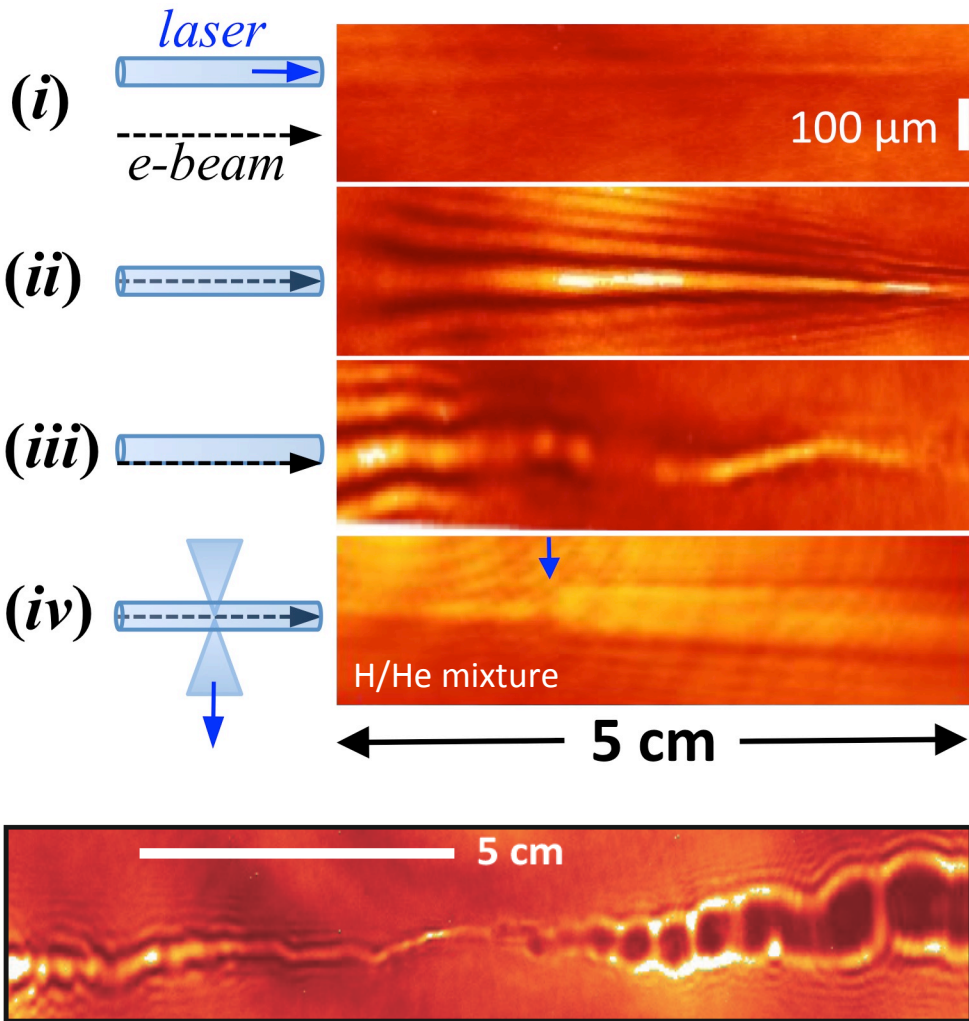 laser
(i)
e-beam
100 μm
(ii)
(iii)
(iv)
H/He mixture
5 cm
5 cm